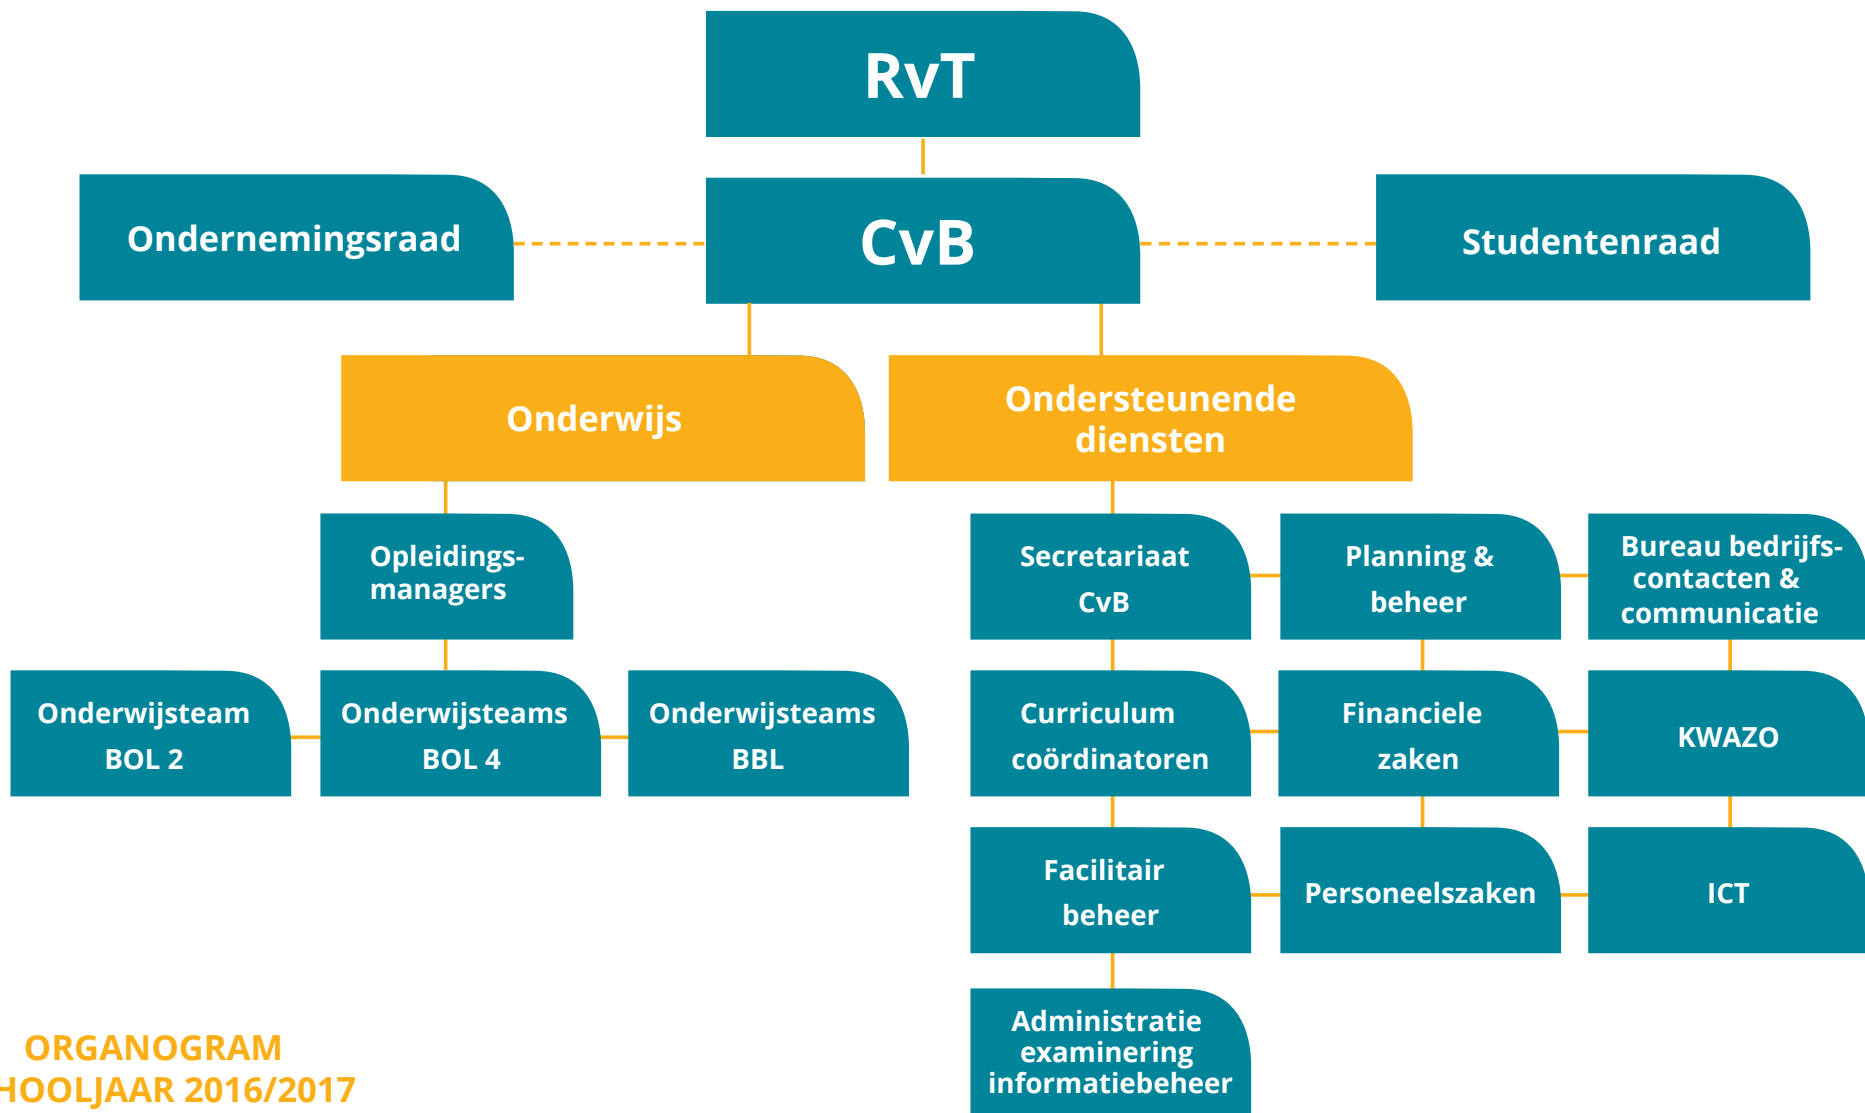 RvT
Ondernemingsraad
CvB
Studentenraad
Onderwijs
Ondersteunende
diensten
Opleidings-
managers
Secretariaat
CvB
Planning &
beheer
Bureau bedrijfs-
contacten &
communicatie
Onderwijsteam
BOL 2
Onderwijsteams
BOL 4
Onderwijsteams
BBL
Curriculum
coördinatoren
Financiele
zaken
KWAZO
Facilitair
beheer
Personeelszaken
ICT
Administratie
examinering
informatiebeheer
ORGANOGRAM
HOOLJAAR 2016/2017